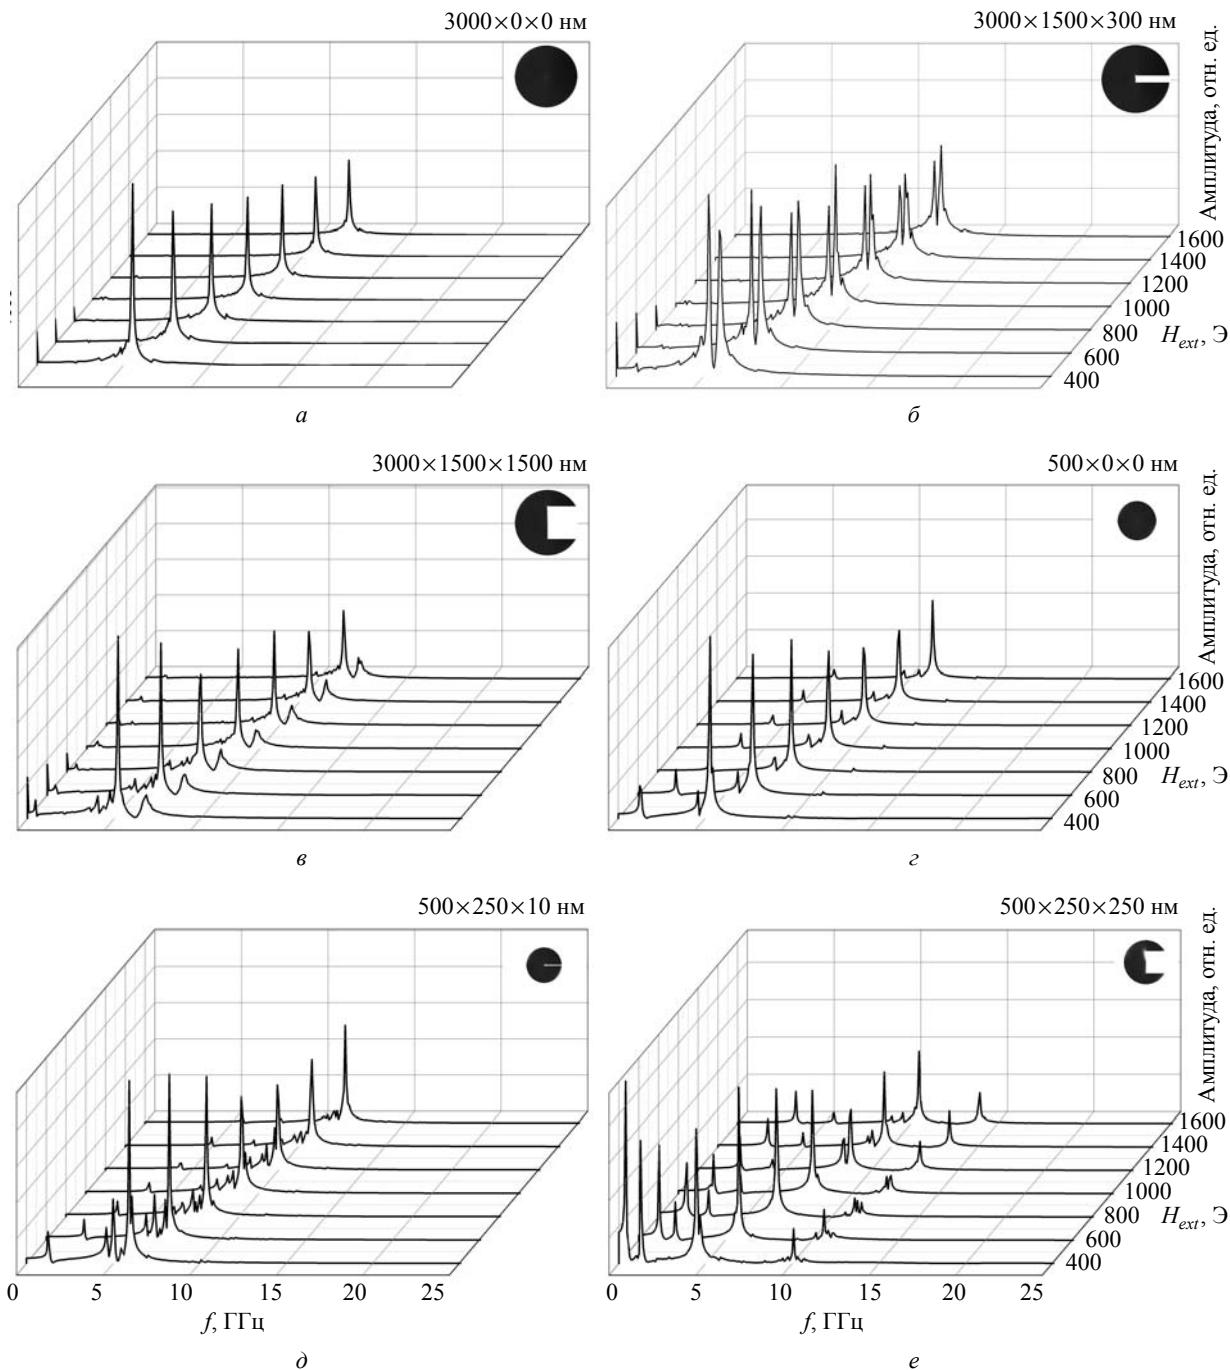 3000×0×0 нм
3000×1500×300 нм
Амплитуда, отн. ед.
1600
1400
1200
1000
800
600
400
H_ext, Э
а
б
3000×1500×1500 нм
500×0×0 нм
Амплитуда, отн. ед.
1600
1400
1200
1000
800
600
400
H_ext, Э
в
г
500×250×10 нм
500×250×250 нм
Амплитуда, отн. ед.
1600
1400
1200
1000
800
600
400
H_ext, Э
0 5 10 15 20 25
0 5 10 15 20 25
f, ГГц
f, ГГц
д
е